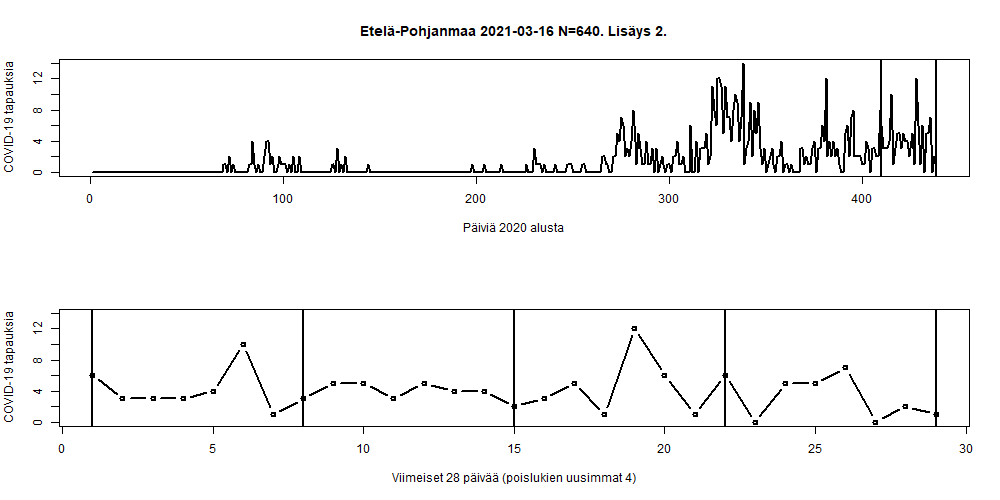 Etelä-Pohjanmaa 2021-03-16 N=640. Lisäys 2.
COVID-19 tapauksia
0 4 8 12
0 100 200 300 400
Päiviä 2020 alusta
COVID-19 tapauksia
0 4 8 12
0 5 10 15 20 25 30
Viimeiset 28 päivää (poislukien uusimmat 4)